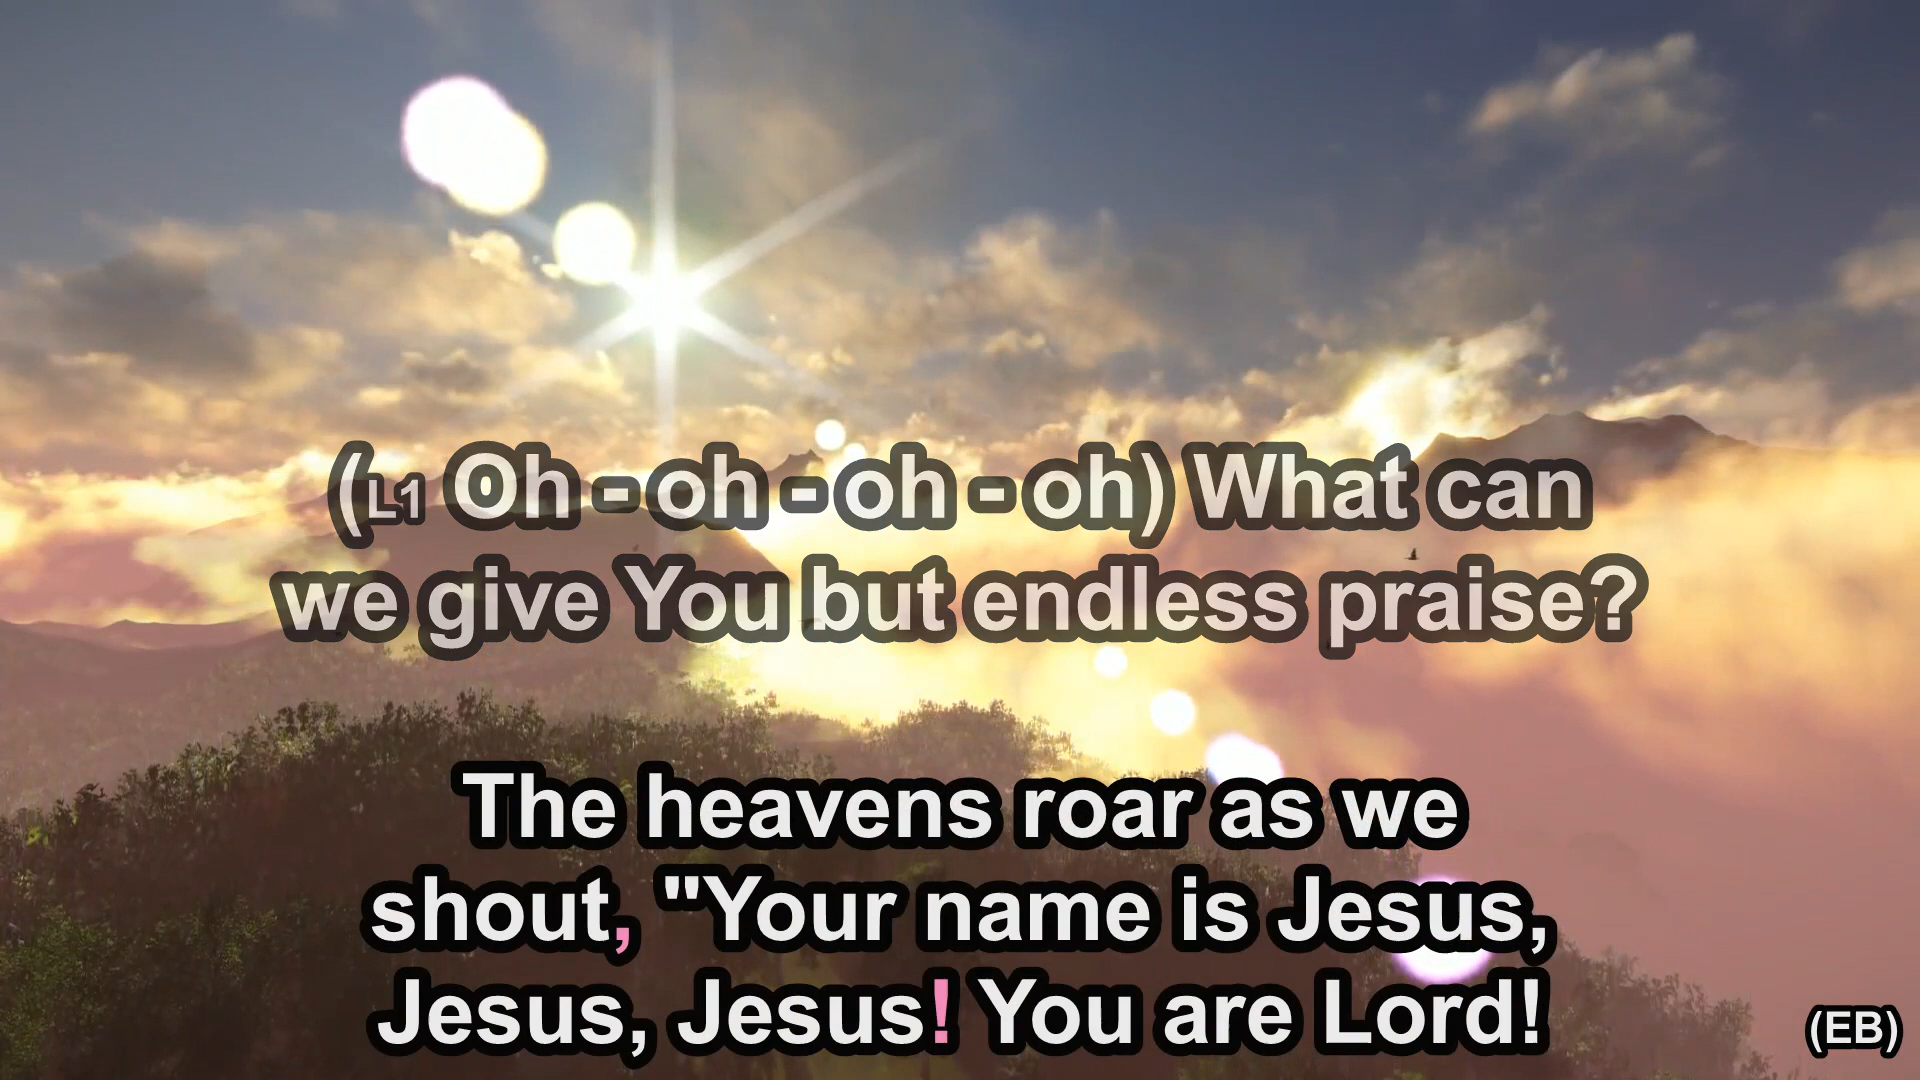 (L1 Oh - oh - oh - oh) What can
we give You but endless praise?
The heavens roar as we
shout, "Your name is Jesus,
Jesus, Jesus! You are Lord!
(EB)